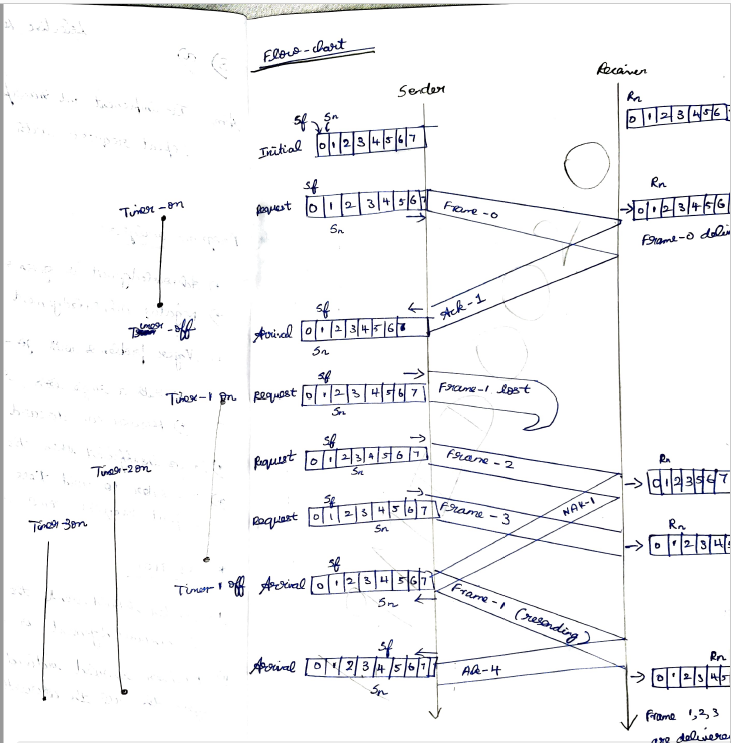 Flow-chart
Sender
Receiver
Rn
0 1 2 3 4 5 6
Sf Sn
Initial 0 1 2 3 4 5 6 7
Timer-on
Sf
Request 0 1 2 3 4 5 6 7
Sn
Frame-0
Rn
0 1 2 3 4 5 6
Frame-0 deliv
Timer-off
Sf
Arrival 0 1 2 3 4 5 6
Sn
Ack-1
Timer-1 on
Sf
Request 0 1 2 3 4 5 6 7
Sn
Frame-1 lost
Timer-2on
Sf
Request 0 1 2 3 4 5 6 7
Sn
Frame-2
Rn
0 1 2 3 5 6 7
NAK-1
Timer-3on
Sf
Request 0 1 2 3 4 5 6 7
Sn
Frame-3
Rn
0 1 2 3 4 5
Timer 1 off
Sf
Arrival 0 1 2 3 4 5 6 7
Sn
Frame-1 (resending)
Sf
Arrival 0 1 2 3 4 5 6 7
Sn
Ack-4
Rn
0 1 2 3 4 5
Frame 1,2,3
are delivere